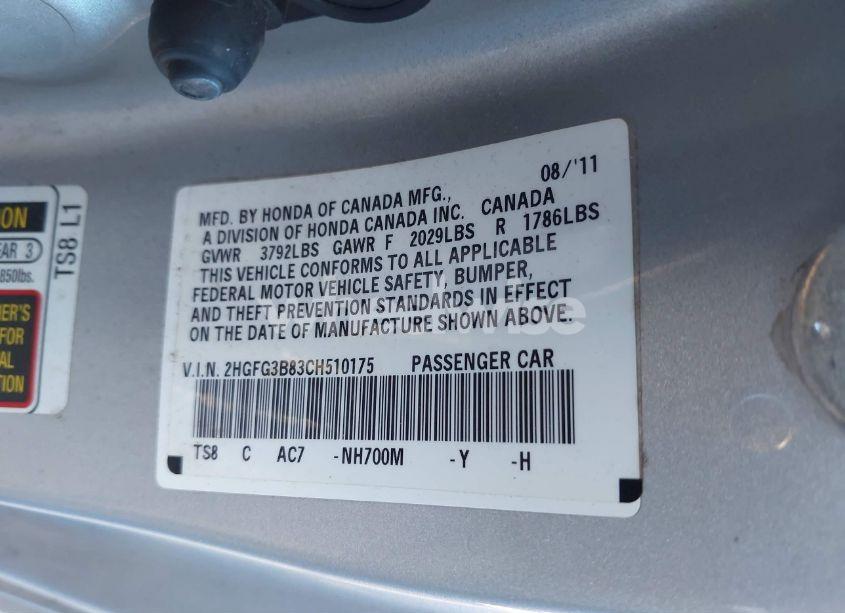 08/'11
MFD. BY HONDA OF CANADA MFG.,
A DIVISION OF HONDA CANADA INC. CANADA
GVWR 3792LBS GAWR F 2029LBS R 1786LBS
THIS VEHICLE CONFORMS TO ALL APPLICABLE
FEDERAL MOTOR VEHICLE SAFETY, BUMPER,
AND THEFT PREVENTION STANDARDS IN EFFECT
ON THE DATE OF MANUFACTURE SHOWN ABOVE.
V.I.N. 2HGFG3B83CH510175 PASSENGER CAR
TS8 C AC7 -NH700M -Y -H
TS8 L1
850lbs.
FOR